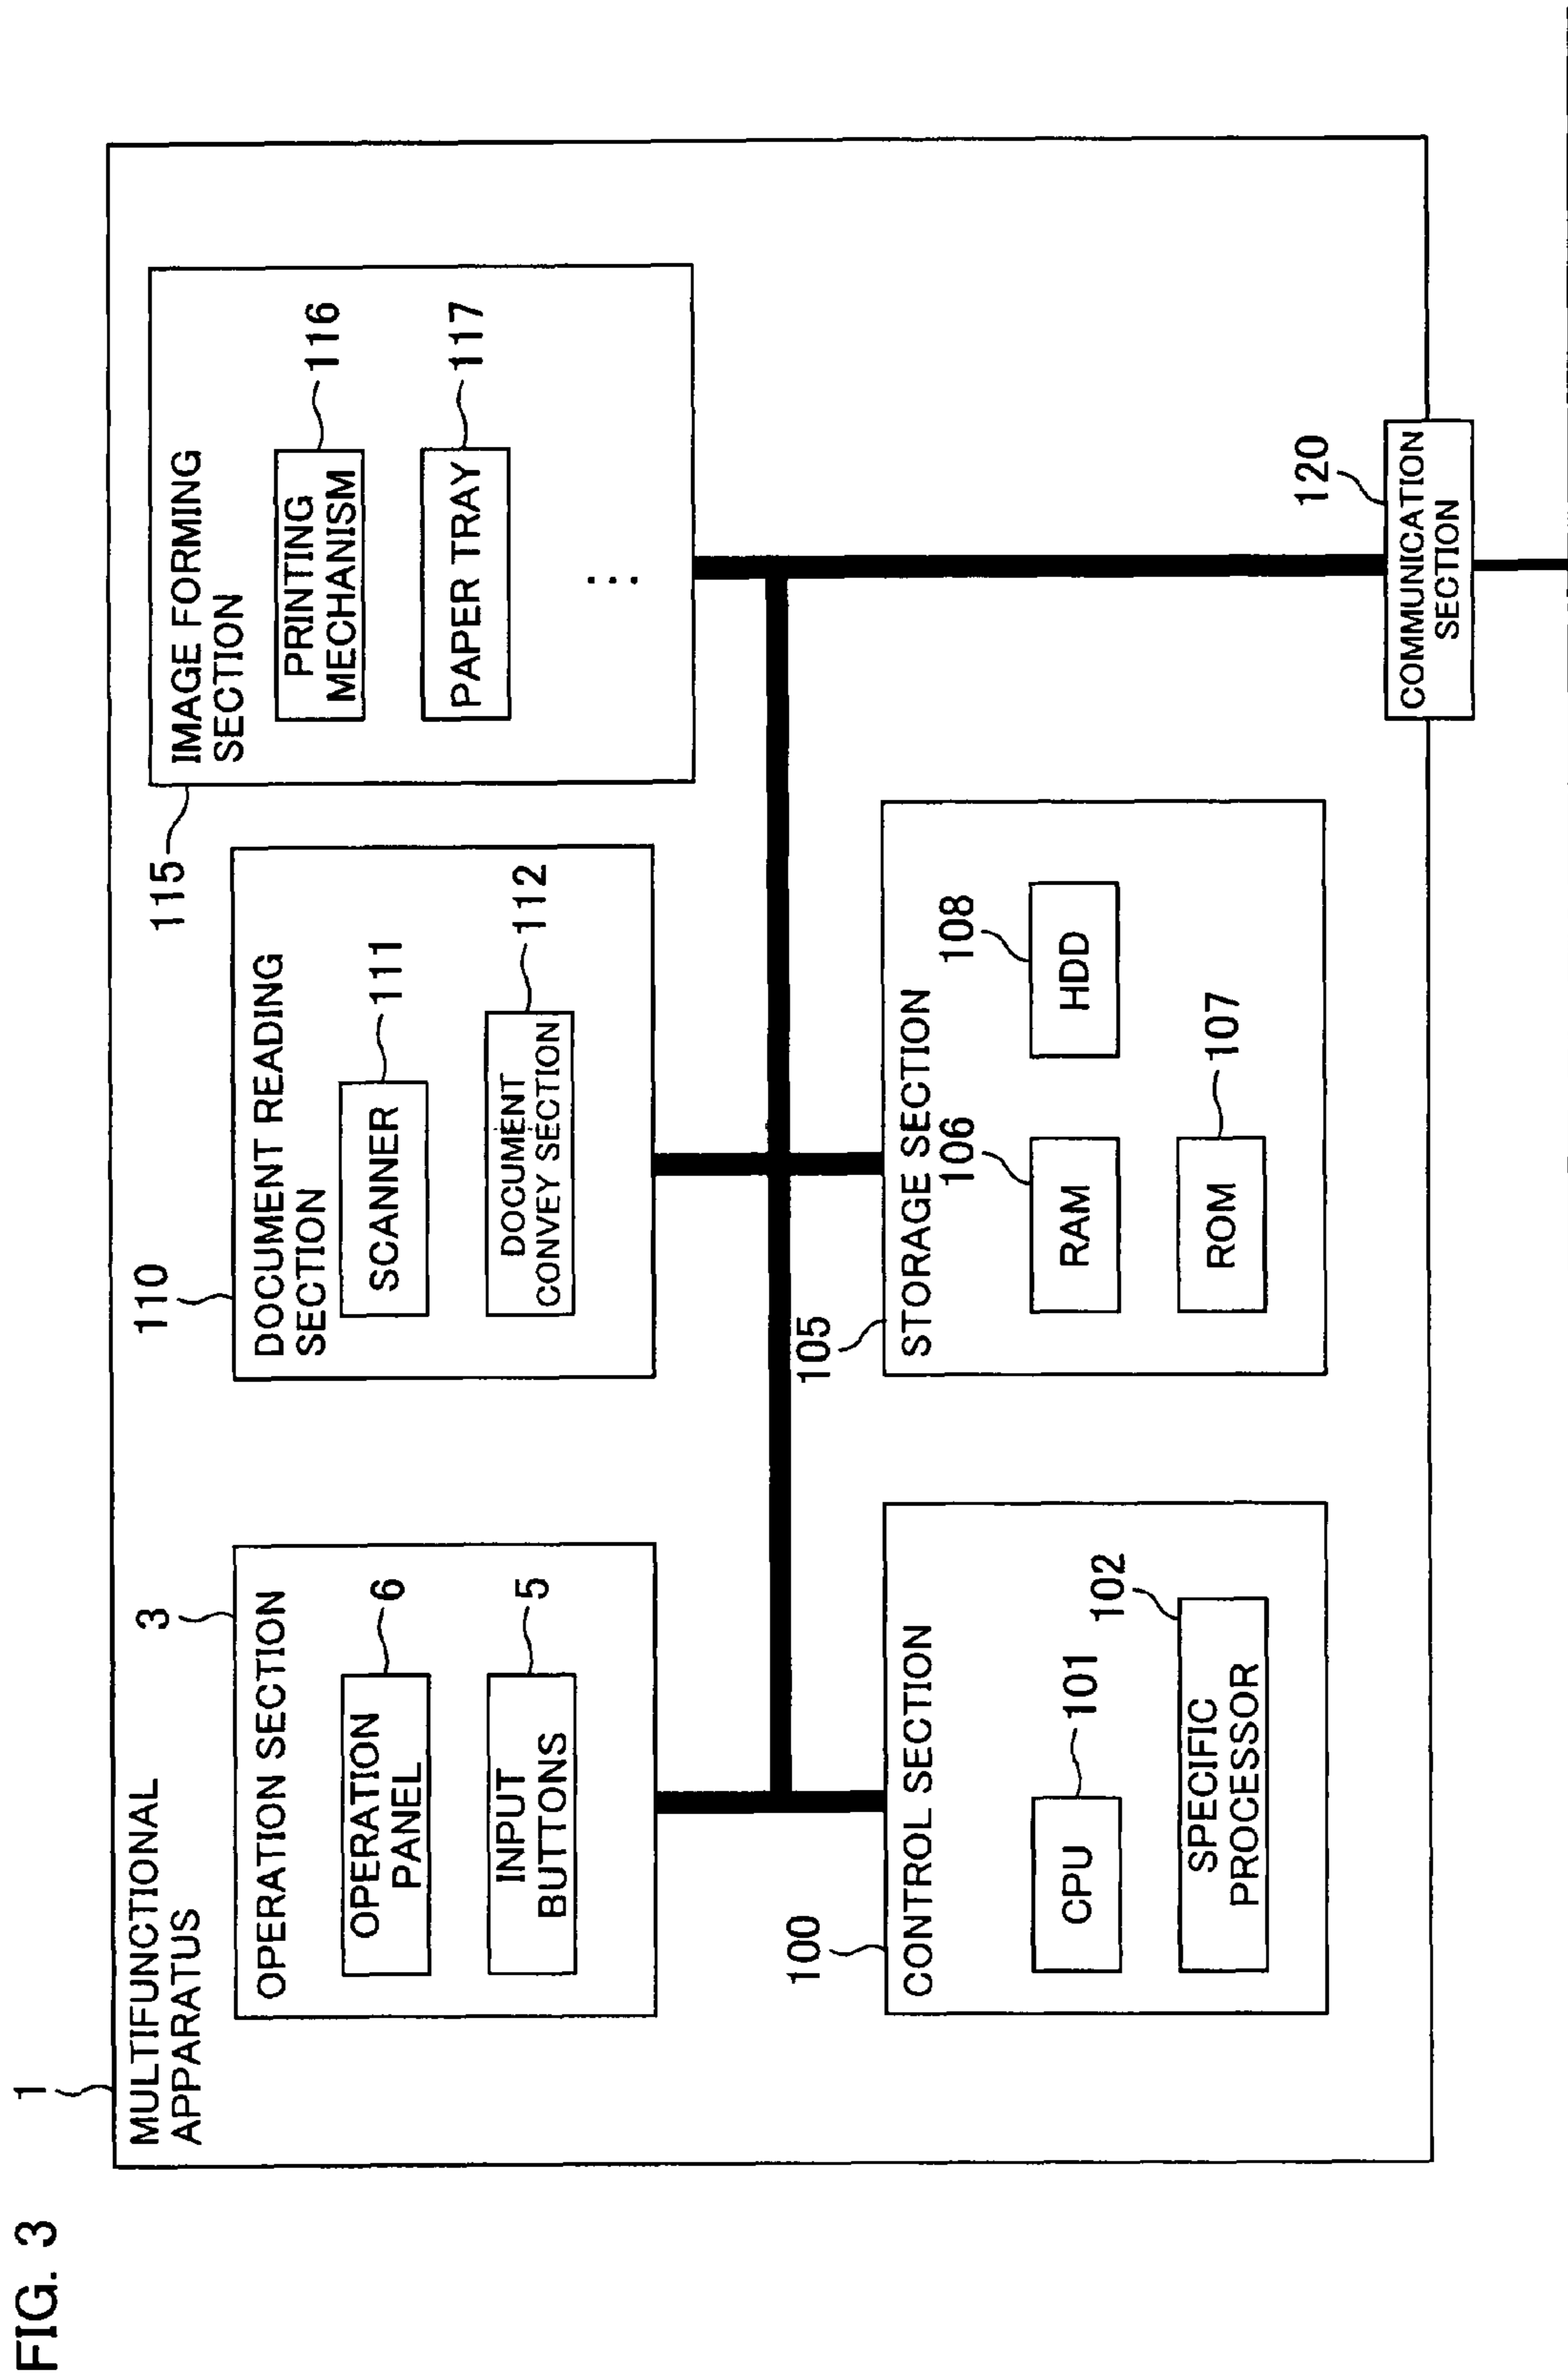 FIG. 3
1
MULTIFUNCTIONAL
APPARATUS
3
OPERATION SECTION
OPERATION
PANEL
6
INPUT
BUTTONS
5
110
DOCUMENT READING
SECTION
SCANNER
111
DOCUMENT
CONVEY SECTION
112
115
IMAGE FORMING
SECTION
PRINTING
MECHANISM
116
PAPER TRAY
117
...
100
CONTROL SECTION
CPU
101
SPECIFIC
PROCESSOR
102
105
STORAGE SECTION
RAM
106
HDD
108
ROM
107
COMMUNICATION
SECTION
120